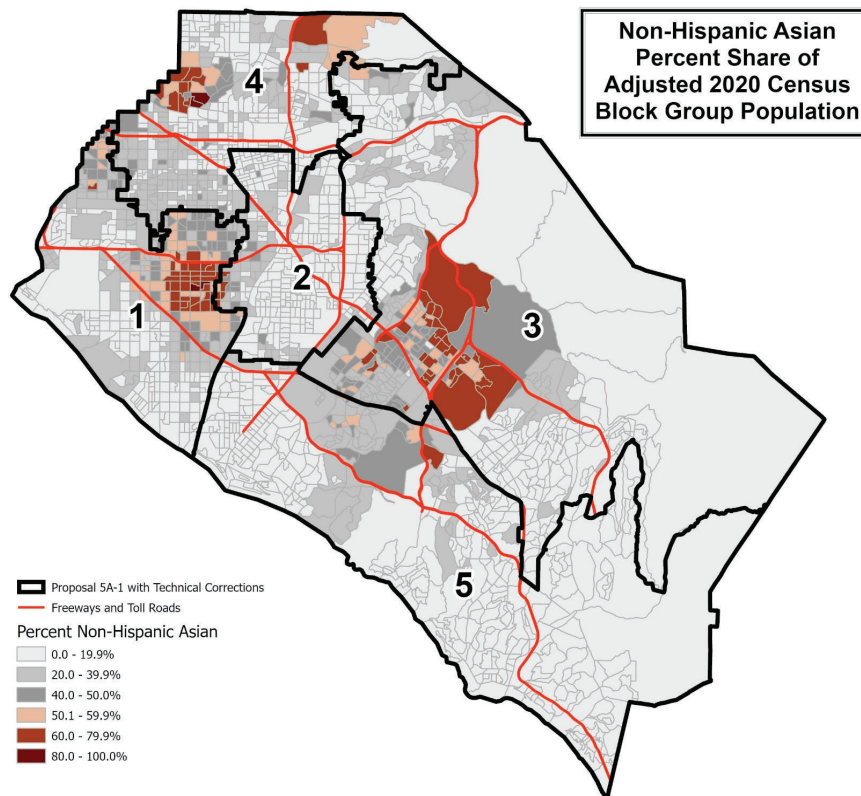 Non-Hispanic Asian
Percent Share of
Adjusted 2020 Census
Block Group Population
4
2
1
3
5
Proposal 5A-1 with Technical Corrections
Freeways and Toll Roads
Percent Non-Hispanic Asian
0.0 - 19.9%
20.0 - 39.9%
40.0 - 50.0%
50.1 - 59.9%
60.0 - 79.9%
80.0 - 100.0%